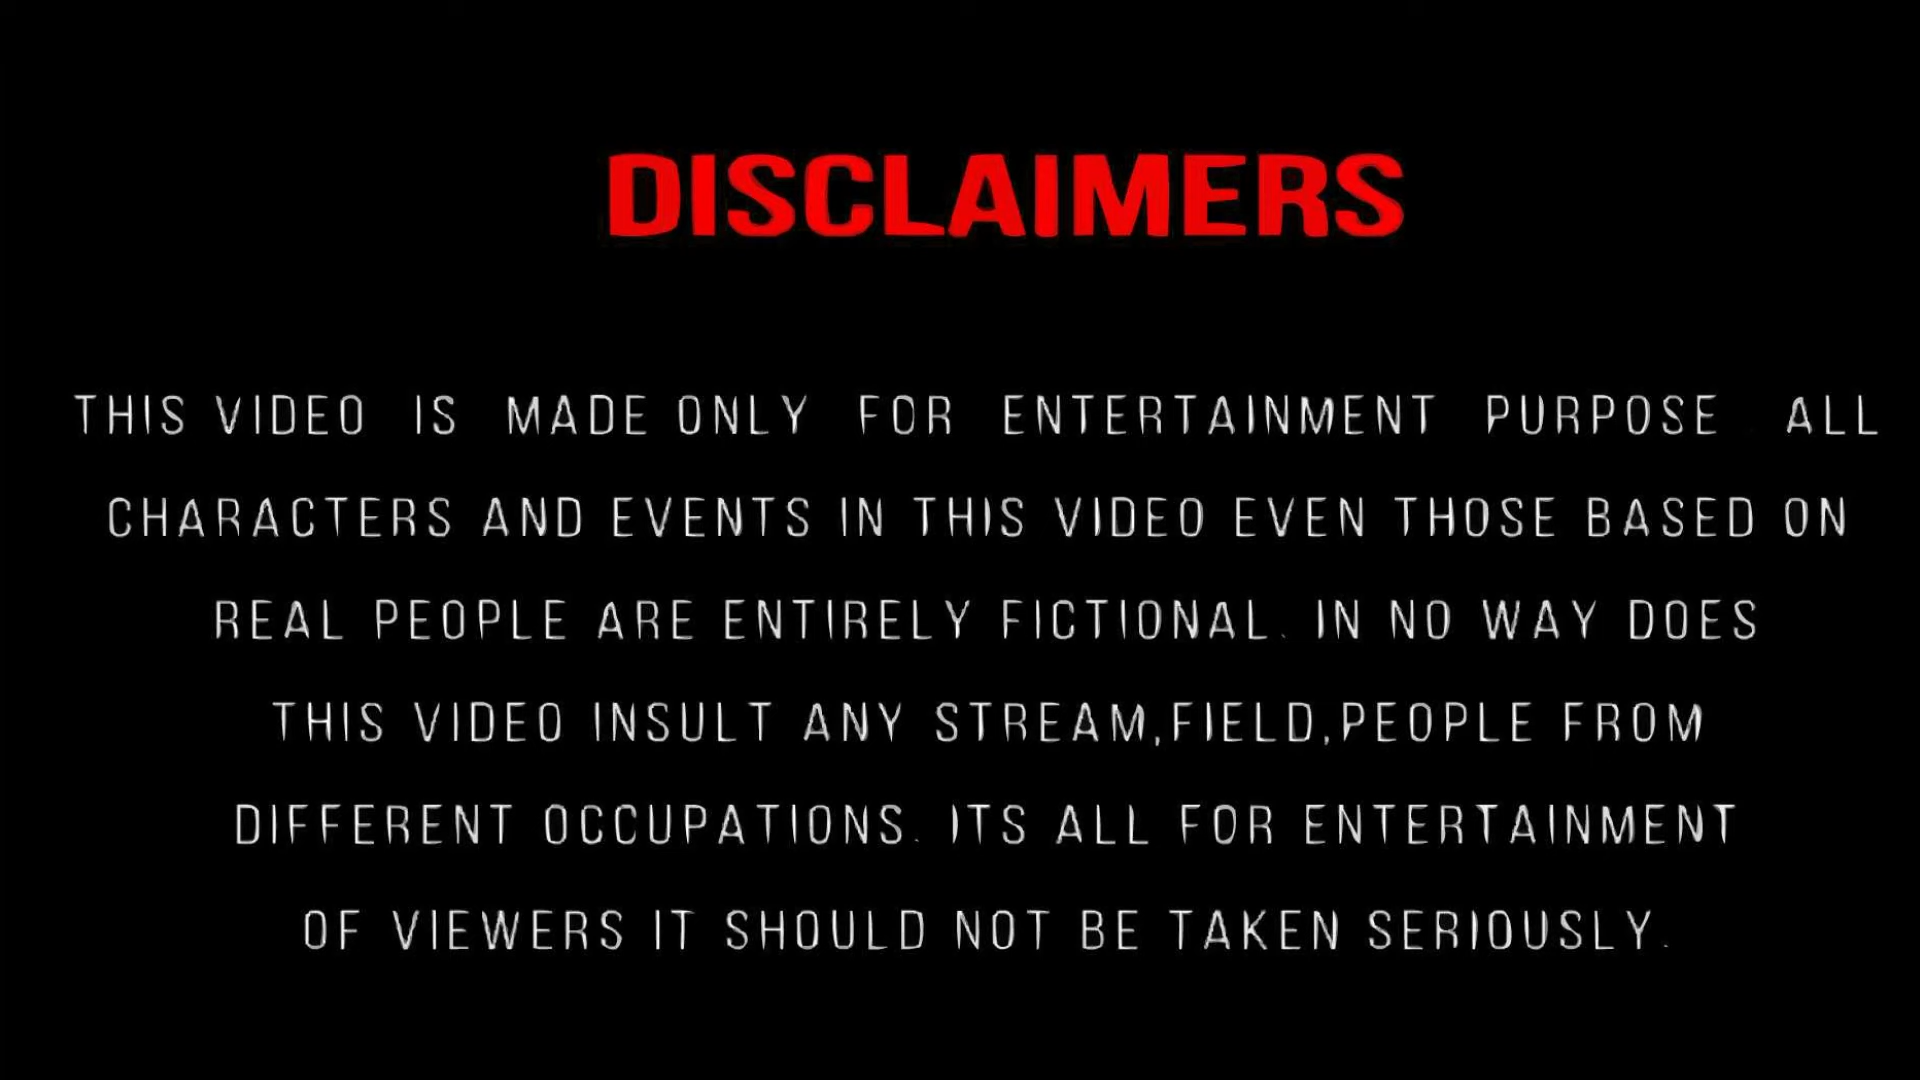 DISCLAIMERS
THIS VIDEO IS MADE ONLY FOR ENTERTAINMENT PURPOSE ALL
CHARACTERS AND EVENTS IN THIS VIDEO EVEN THOSE BASED ON
REAL PEOPLE ARE ENTIRELY FICTIONAL. IN NO WAY DOES
THIS VIDEO INSULT ANY STREAM,FIELD,PEOPLE FROM
DIFFERENT OCCUPATIONS. ITS ALL FOR ENTERTAINMENT
OF VIEWERS IT SHOULD NOT BE TAKEN SERIOUSLY.